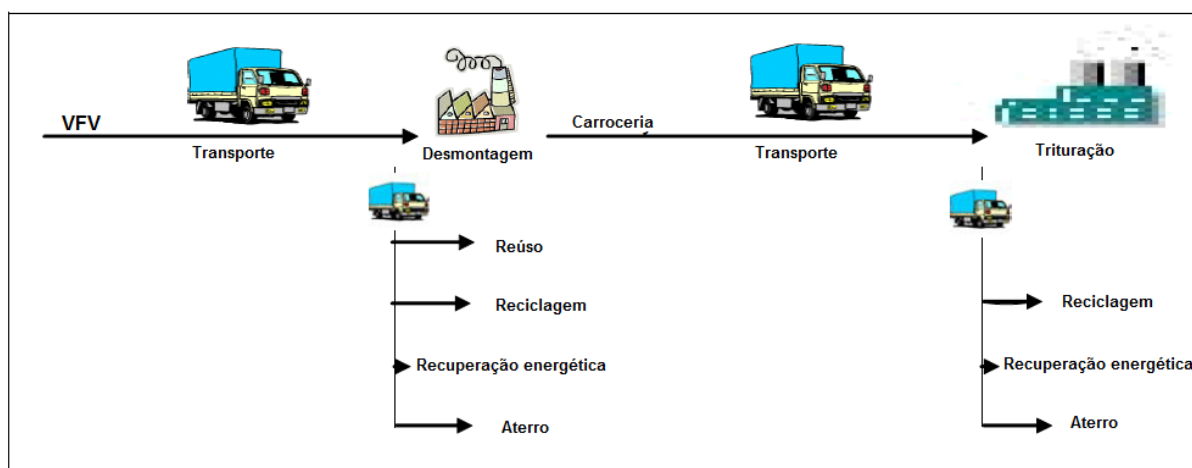 VFV
Transporte
Desmontagem
Carroceria
Transporte
Trituração
Reúso
Reciclagem
Recuperação energética
Aterro
Reciclagem
Recuperação energética
Aterro